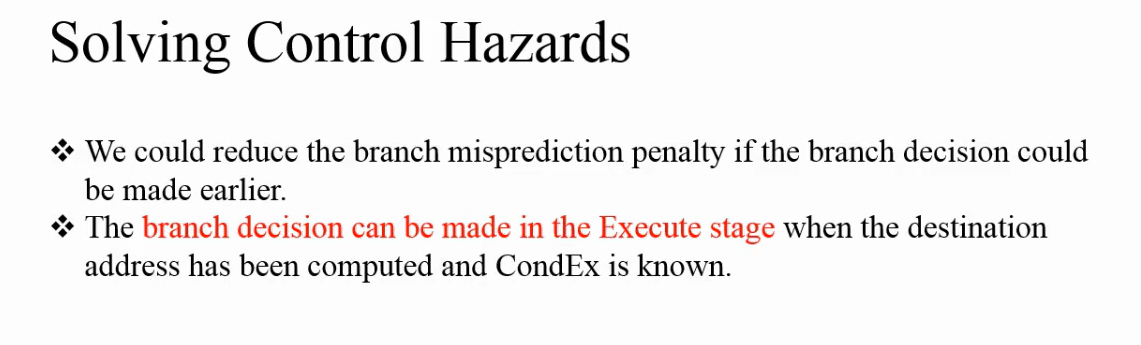 Solving Control Hazards
❖ We could reduce the branch misprediction penalty if the branch decision could
be made earlier.
❖ The branch decision can be made in the Execute stage when the destination
address has been computed and CondEx is known.